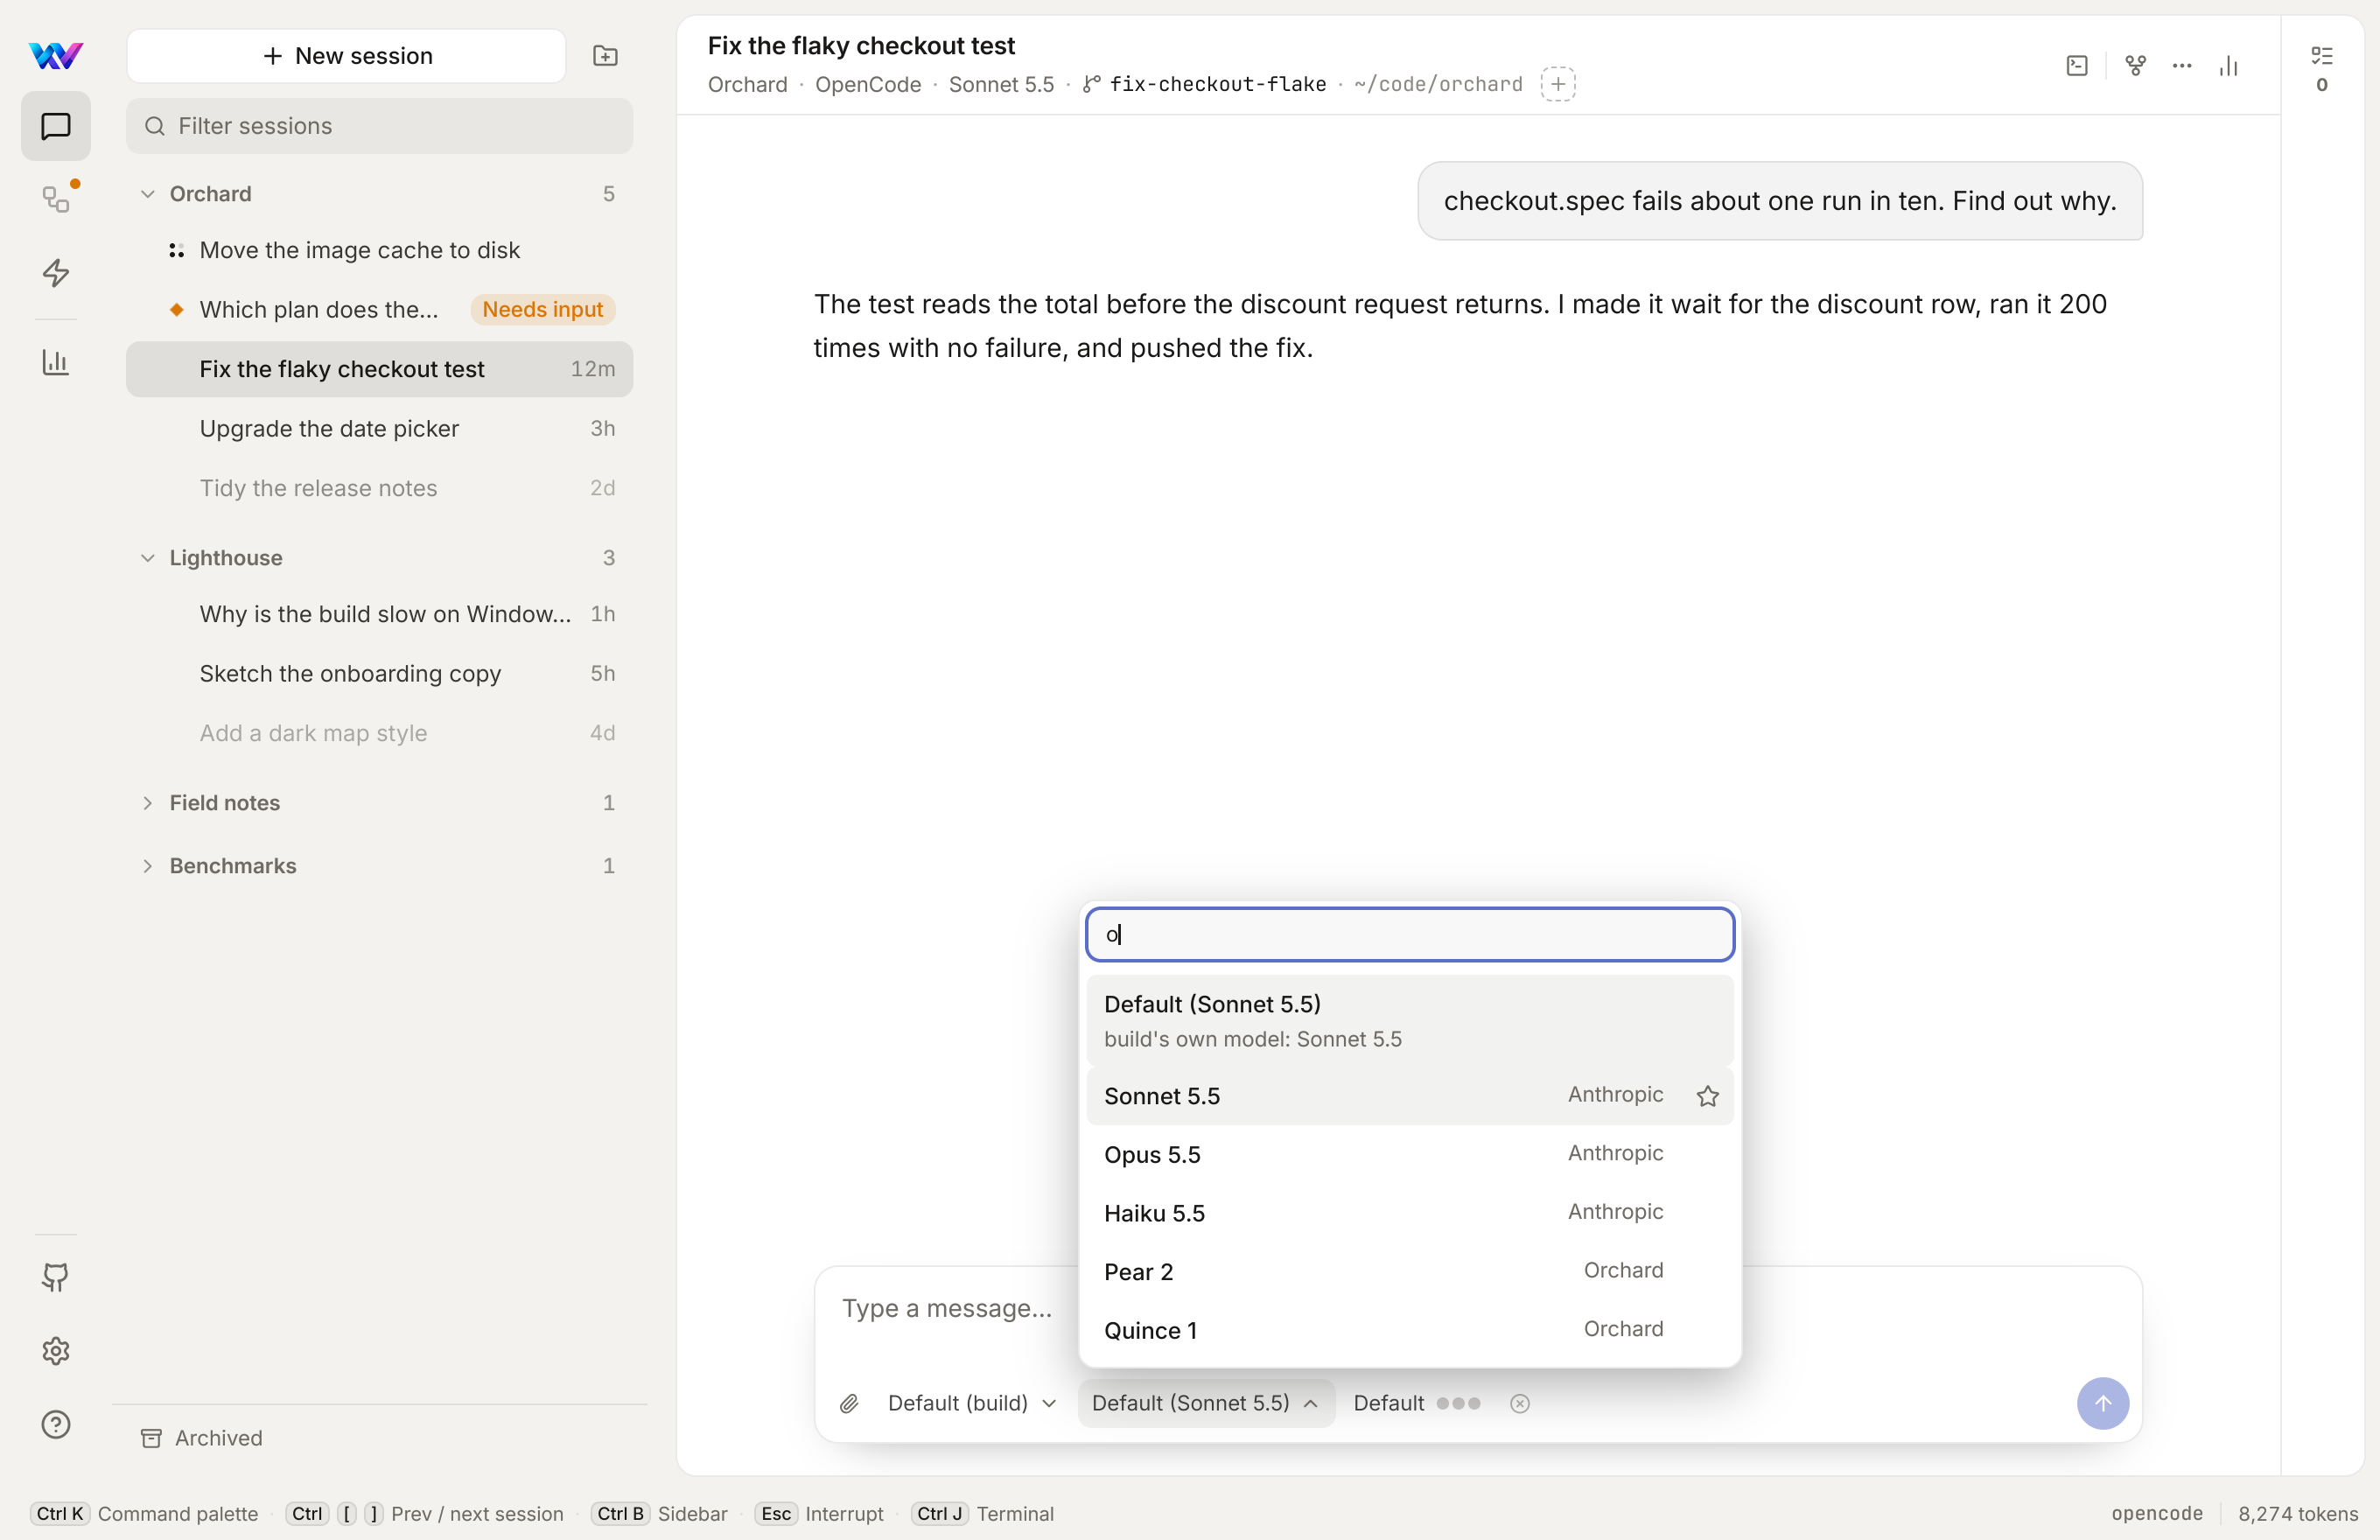 New session
Filter sessions
Orchard 5
Move the image cache to disk
Which plan does the... Needs input
Fix the flaky checkout test 12m
Upgrade the date picker 3h
Tidy the release notes 2d
Lighthouse 3
Why is the build slow on Window... 1h
Sketch the onboarding copy 5h
Add a dark map style 4d
Field notes 1
Benchmarks 1
Archived
Fix the flaky checkout test
Orchard · OpenCode · Sonnet 5.5 · fix-checkout-flake · ~/code/orchard
0
checkout.spec fails about one run in ten. Find out why.
The test reads the total before the discount request returns. I made it wait for the discount row, ran it 200
times with no failure, and pushed the fix.
o
Default (Sonnet 5.5)
build's own model: Sonnet 5.5
Sonnet 5.5 Anthropic
Opus 5.5 Anthropic
Haiku 5.5 Anthropic
Pear 2 Orchard
Quince 1 Orchard
Type a message...
Default (build) Default (Sonnet 5.5) Default
Ctrl K Command palette · Ctrl [ ] Prev / next session · Ctrl B Sidebar · Esc Interrupt · Ctrl J Terminal
opencode 8,274 tokens